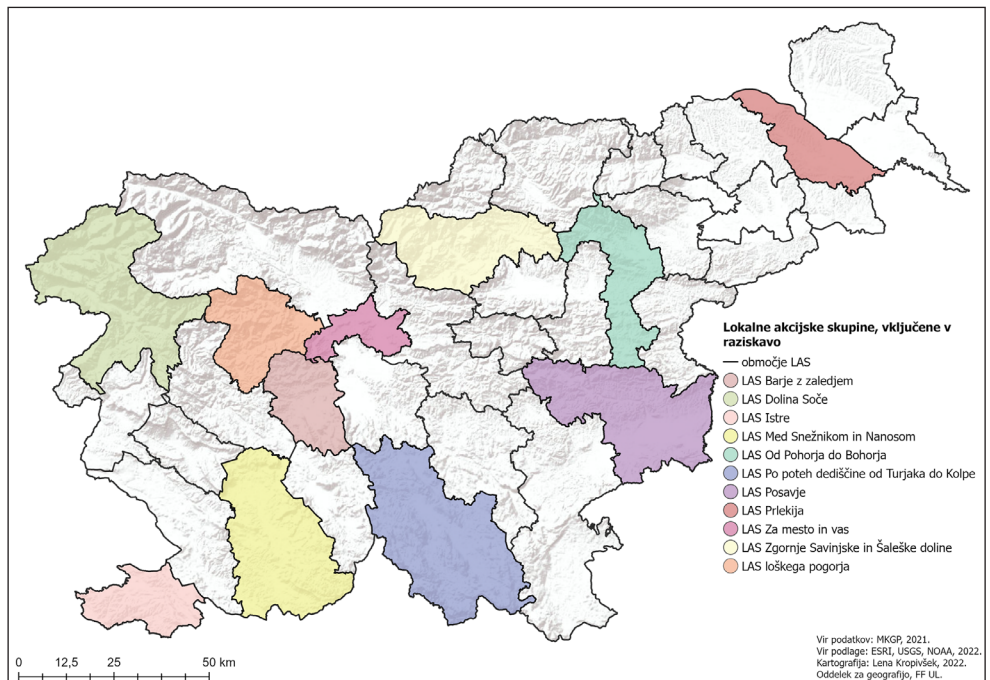 Lokalne akcijske skupine, vključene v
raziskavo
območje LAS
LAS Barje z zaledjem
LAS Dolina Soče
LAS Istre
LAS Med Snežnikom in Nanosom
LAS Od Pohorja do Bohorja
LAS Po poteh dediščine od Turjaka do Kolpe
LAS Posavje
LAS Prlekija
LAS Za mesto in vas
LAS Zgornje Savinjske in Šaleške doline
LAS loškega pogorja
0 12,5 25 50 km
Vir podatkov: MKGP, 2021.
Vir podlage: ESRI, USGS, NOAA, 2022.
Kartografija: Lena Kropivšek, 2022.
Oddelek za geografijo, FF UL.